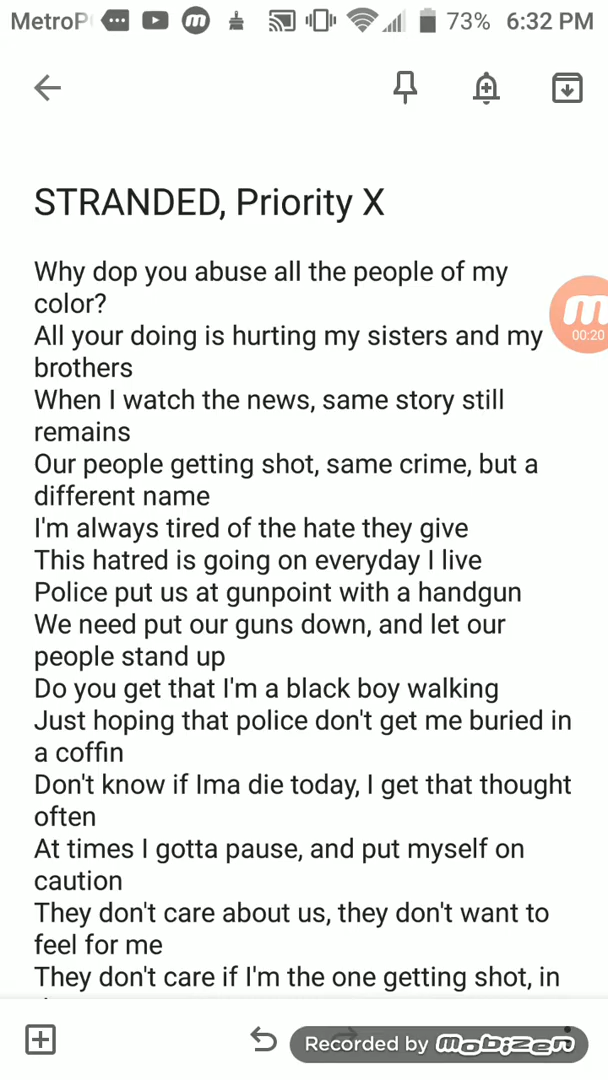 MetroP 73% 6:32 PM
STRANDED, Priority X
Why dop you abuse all the people of my
color?
All your doing is hurting my sisters and my
brothers
When I watch the news, same story still
remains
Our people getting shot, same crime, but a
different name
I'm always tired of the hate they give
This hatred is going on everyday I live
Police put us at gunpoint with a handgun
We need put our guns down, and let our
people stand up
Do you get that I'm a black boy walking
Just hoping that police don't get me buried in
a coffin
Don't know if Ima die today, I get that thought
often
At times I gotta pause, and put myself on
caution
They don't care about us, they don't want to
feel for me
They don't care if I'm the one getting shot, in
m
00:20
Recorded by mobizen